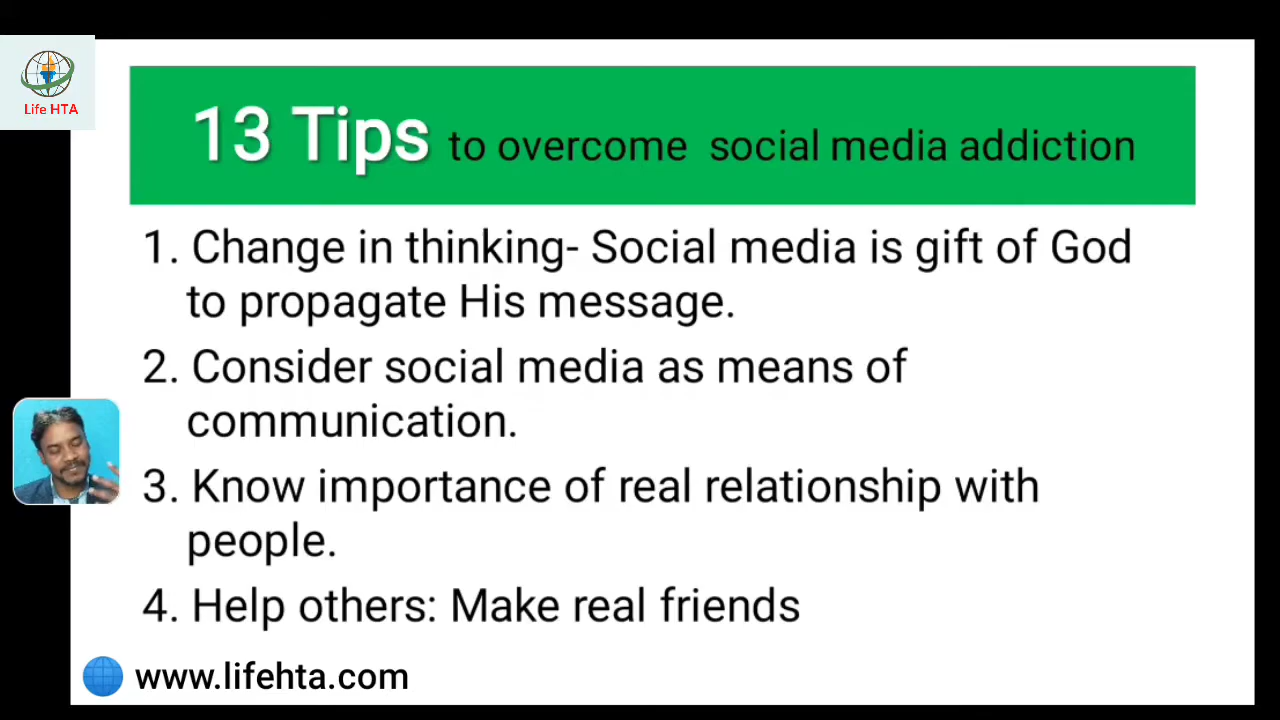 Life HTA
13 Tips to overcome social media addiction
1. Change in thinking- Social media is gift of God
to propagate His message.
2. Consider social media as means of
communication.
3. Know importance of real relationship with
people.
4. Help others: Make real friends
www.lifehta.com